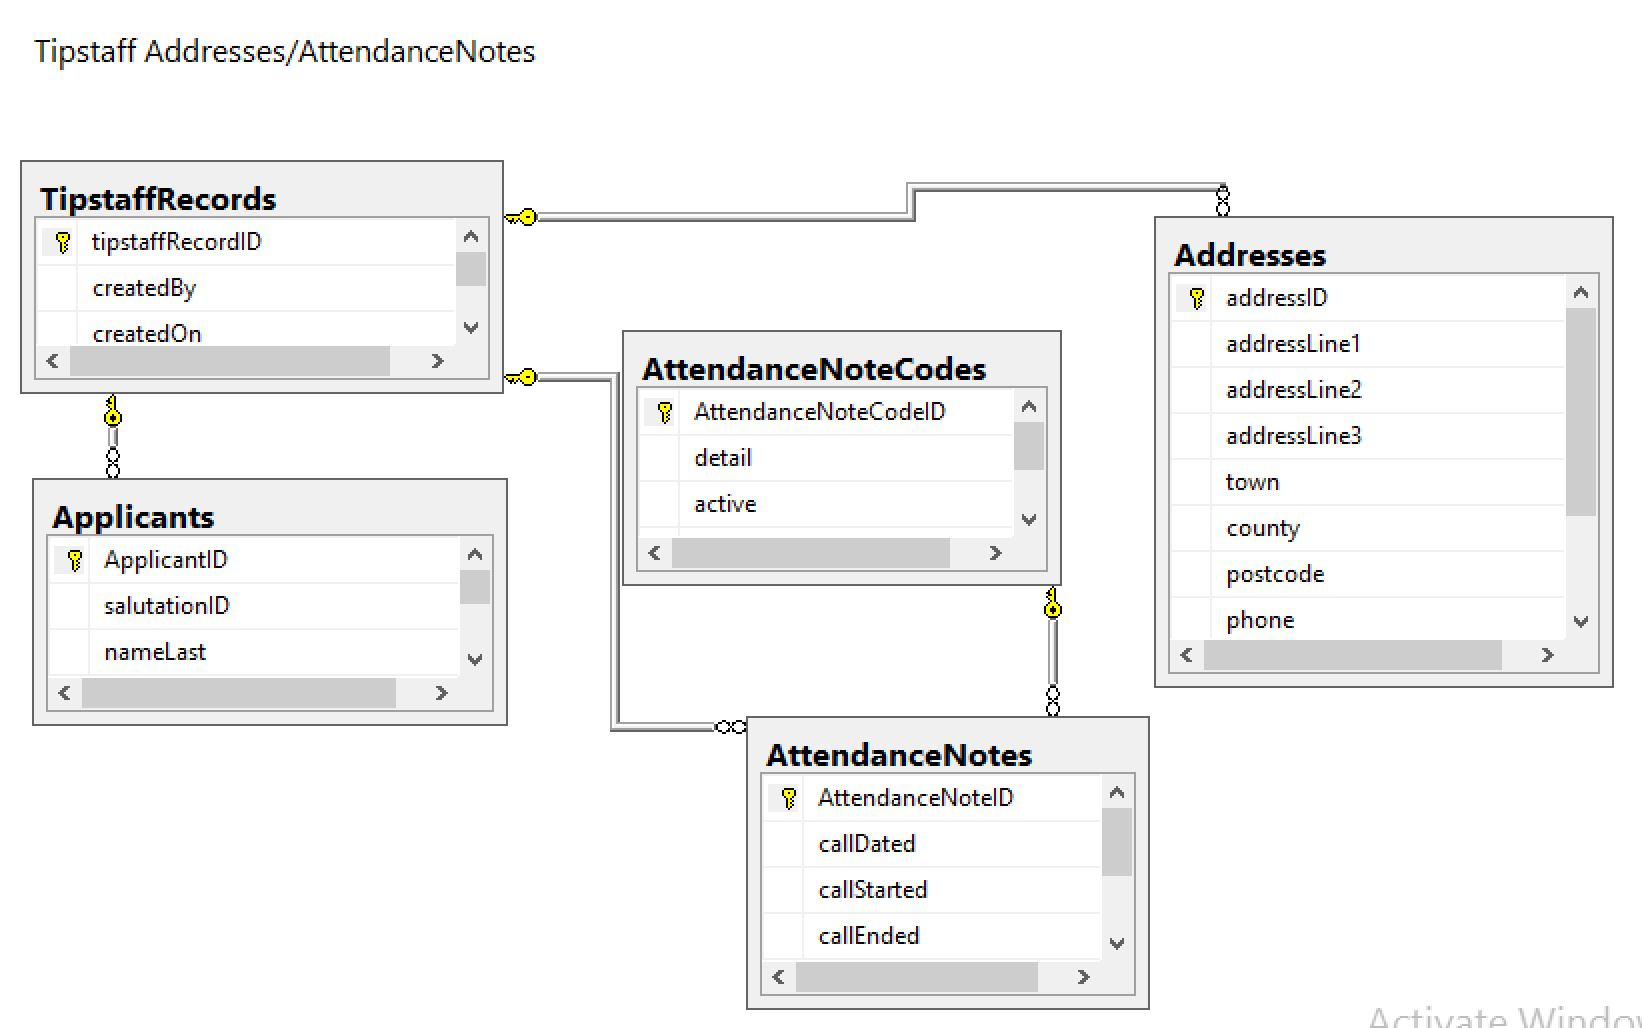 Tipstaff Addresses/AttendanceNotes
TipstaffRecords
tipstaffRecordID
createdBy
createdOn
Applicants
ApplicantID
salutationID
nameLast
AttendanceNoteCodes
AttendanceNoteCodeID
detail
active
AttendanceNotes
AttendanceNoteID
callDated
callStarted
callEnded
Addresses
addressID
addressLine1
addressLine2
addressLine3
town
county
postcode
phone
Activate Window